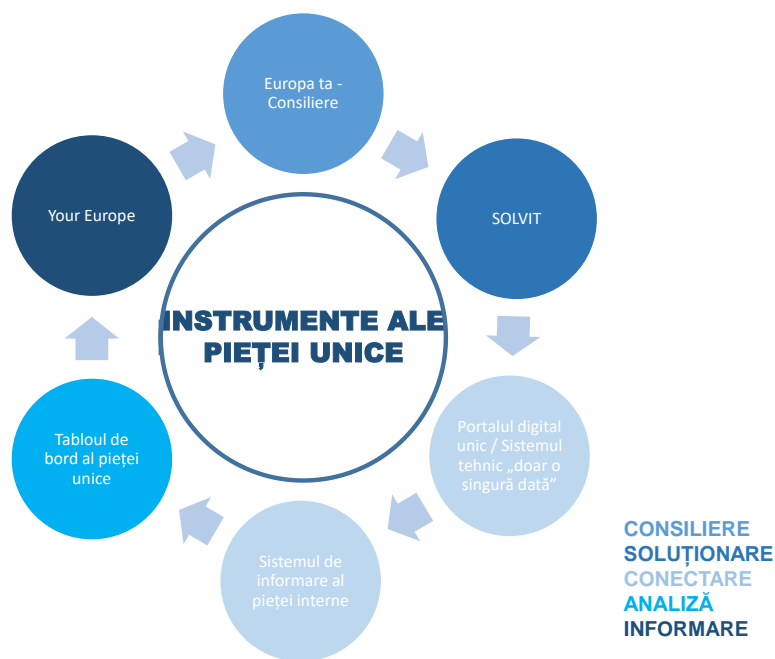 Europa ta -
Consiliere
Your Europe
SOLVIT
INSTRUMENTE ALE
PIEȚEI UNICE
Tabloul de
bord al pieței
unice
Portalul digital
unic / Sistemul
tehnic „doar o
singură dată”
Sistemul de
informare al
pieței interne
CONSILIERE
SOLUȚIONARE
CONECTARE
ANALIZĂ
INFORMARE